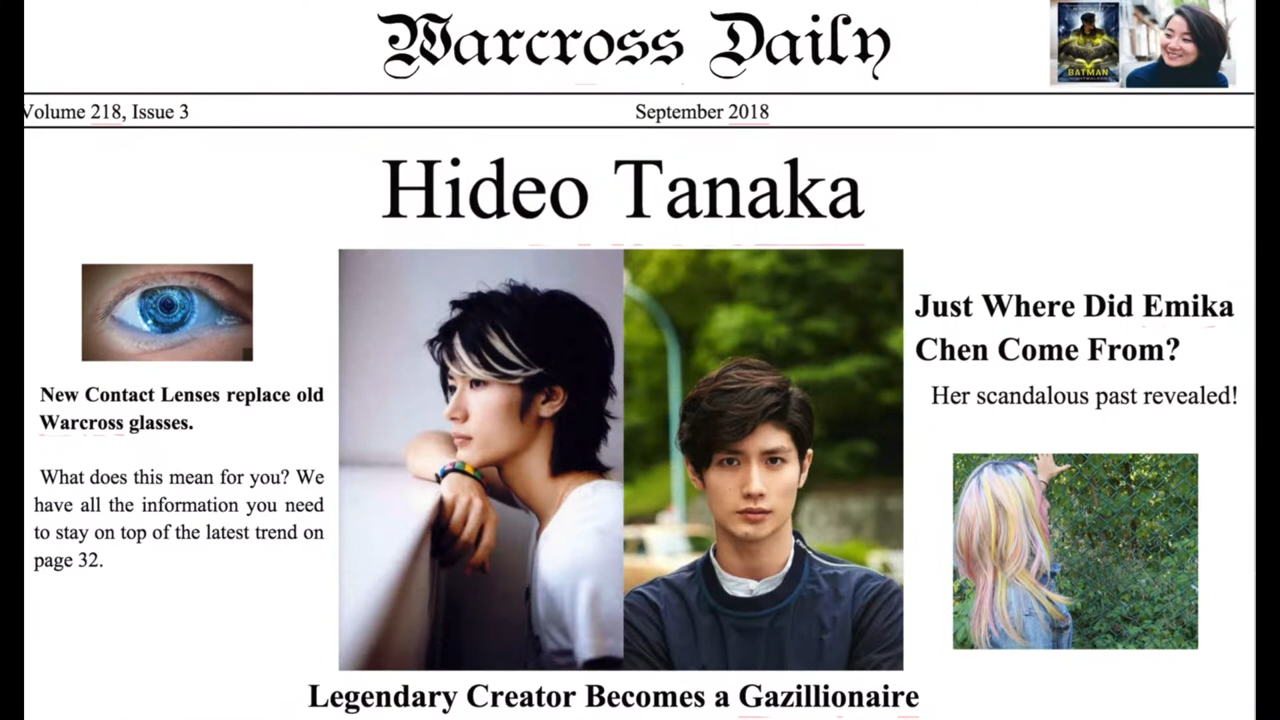 Warcross Daily
BATMAN
Volume 218, Issue 3
September 2018
Hideo Tanaka
New Contact Lenses replace old
Warcross glasses.
What does this mean for you? We
have all the information you need
to stay on top of the latest trend on
page 32.
Just Where Did Emika
Chen Come From?
Her scandalous past revealed!
Legendary Creator Becomes a Gazillionaire